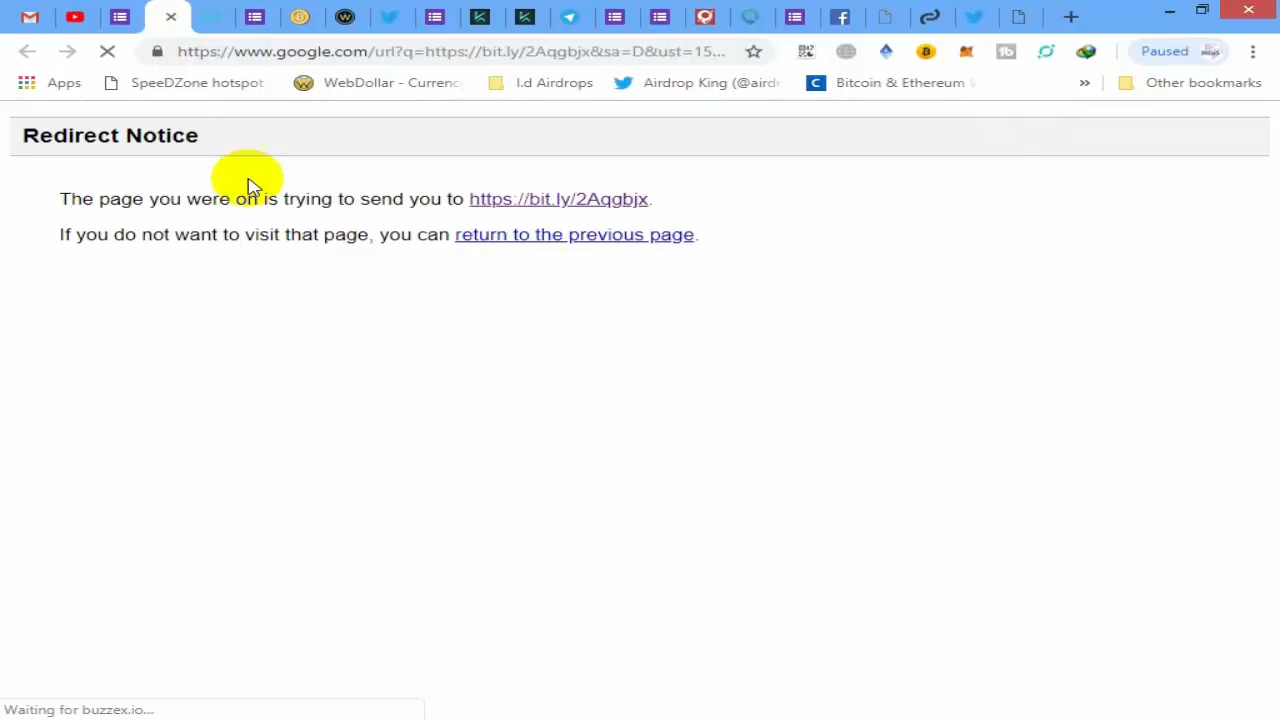 https://www.google.com/url?q=https://bit.ly/2Aqgbjx&sa=D&ust=15...
Paused
Apps
SpeeDZone hotspot
WebDollar - Currenc
I.d Airdrops
Airdrop King (@aird
Bitcoin & Ethereum
Other bookmarks
Redirect Notice
The page you were on is trying to send you to https://bit.ly/2Aqgbjx.
If you do not want to visit that page, you can return to the previous page.
Waiting for buzzex.io...